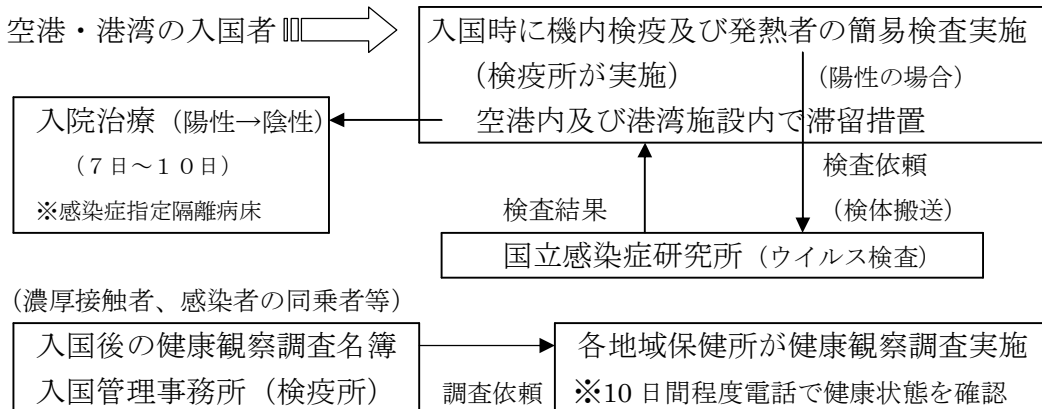 空港・港湾の入国者
入国時に機内検疫及び発熱者の簡易検査実施
(検疫所が実施)
(陽性の場合)
空港内及び港湾施設内で滞留措置
入院治療(陽性→陰性)
(7日～10日)
※感染症指定隔離病床
検査結果
検査依頼
(検体搬送)
国立感染症研究所(ウイルス検査)
(濃厚接触者、感染者の同乗者等)
入国後の健康観察調査名簿
入国管理事務所(検疫所)
調査依頼
各地域保健所が健康観察調査実施
※10日間程度電話で健康状態を確認